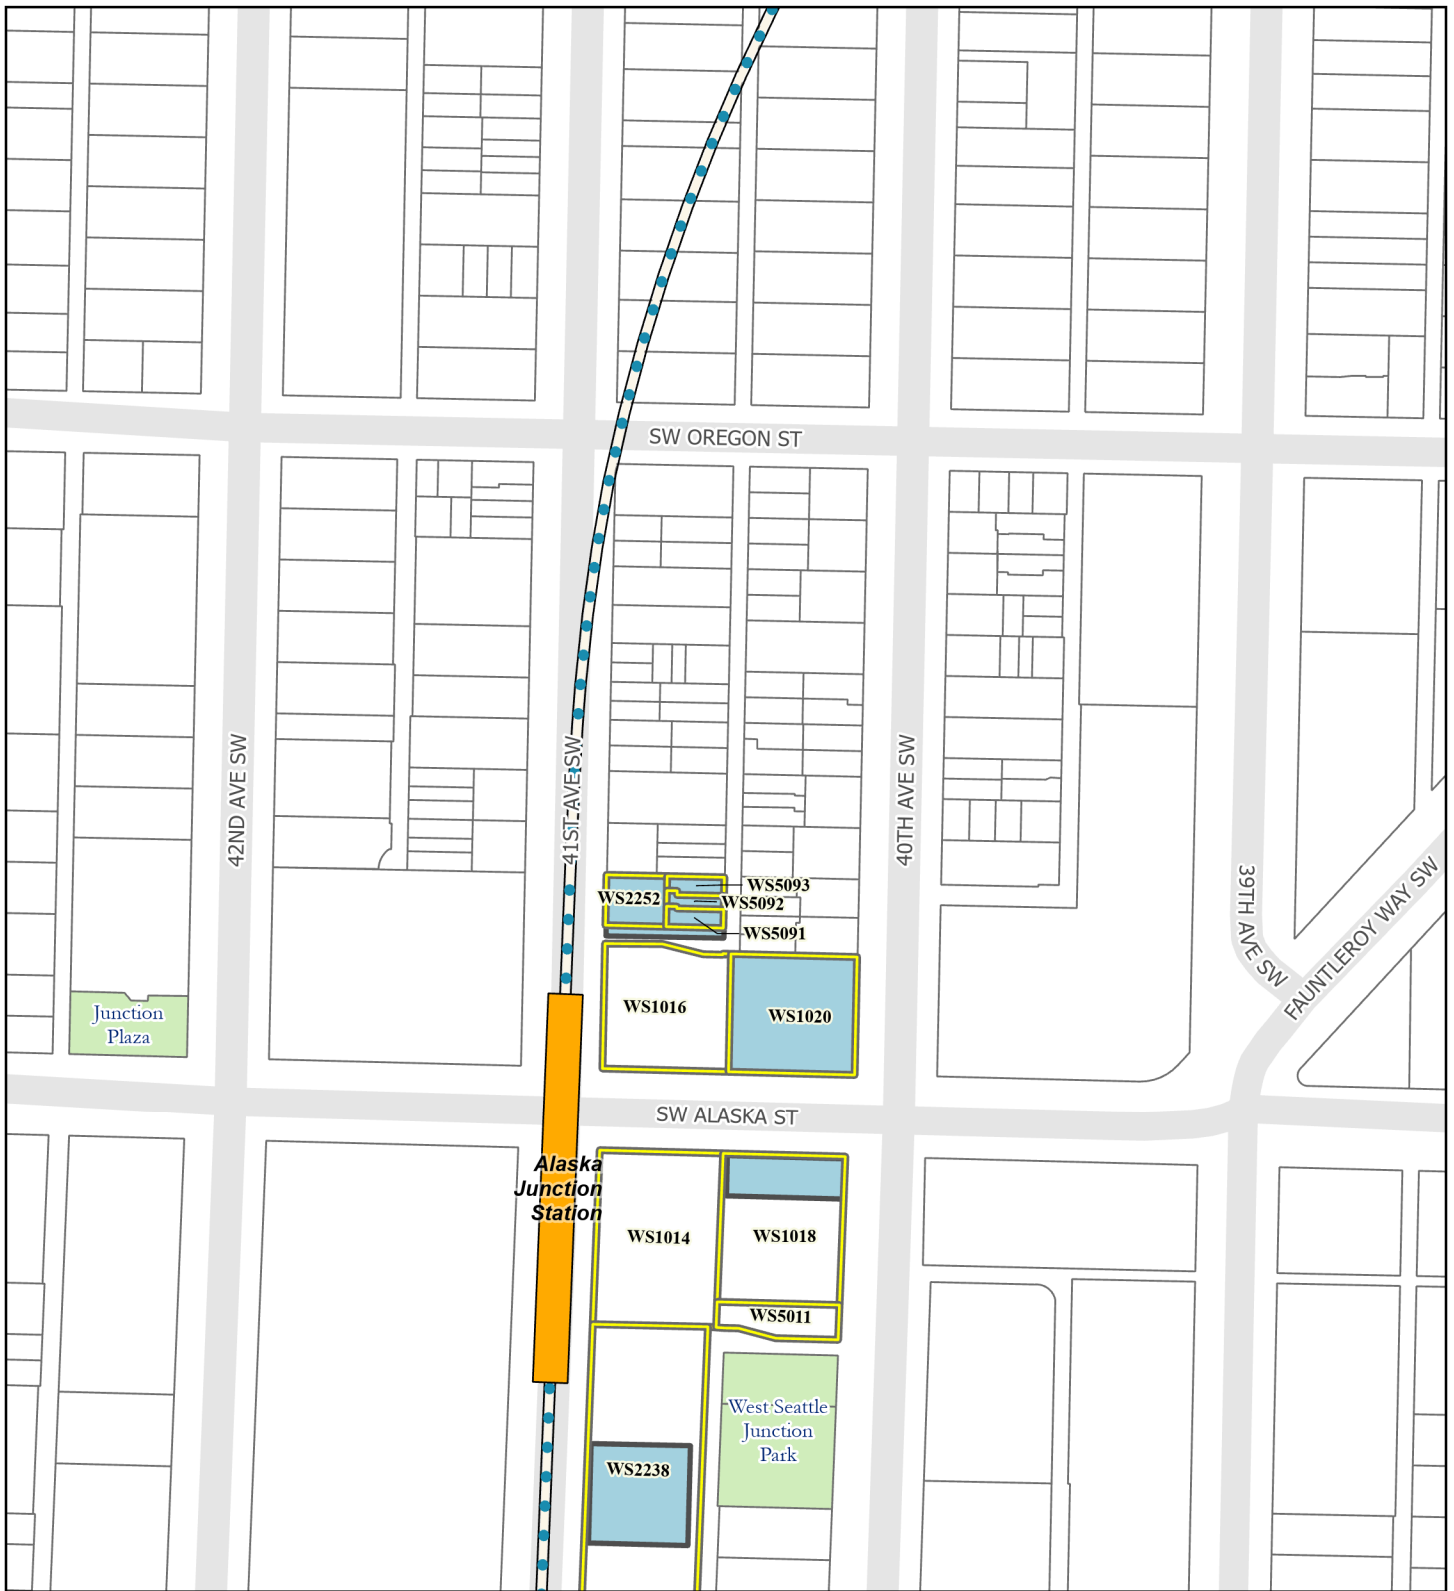 SW OREGON ST
42ND AVE SW
41ST AVE SW
40TH AVE SW
39TH AVE SW
FAUNTLEROY WAY SW
WS5093
WS2252
WS5092
WS5091
Junction
Plaza
WS1016
WS1020
SW ALASKA ST
Alaska
Junction
Station
WS1014
WS1018
WS5011
West Seattle
Junction
Park
WS2238